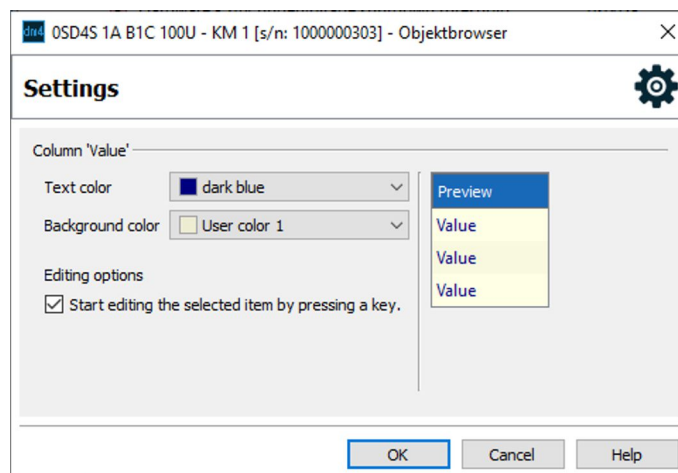 dm4 0SD4S 1A B1C 100U - KM 1 [s/n: 1000000303] - Objektbrowser
Settings
Column 'Value'
Text color dark blue
Background color User color 1
Editing options
Start editing the selected item by pressing a key.
Preview
Value
Value
Value
OK Cancel Help